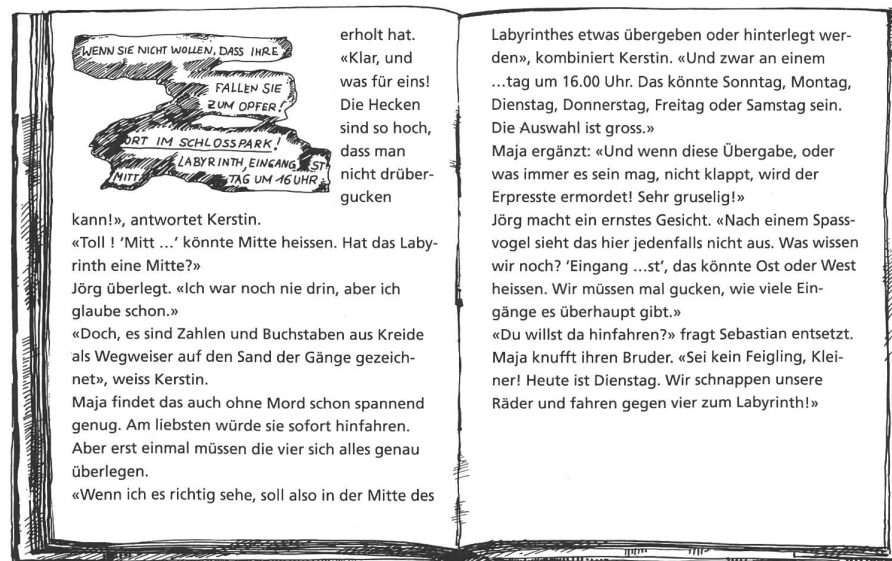 WENN SIE NICHT WOLLEN, DASS IHRE
FALLEN SIE
ZUM OPFER!
ORT IM SCHLOSSPARK!
LABYRINTH, EINGANG ST
MITT TAG UM 16 UHR
erholt hat.
«Klar, und
was für eins!
Die Hecken
sind so hoch,
dass man
nicht drüber-
gucken
kann!», antwortet Kerstin.
«Toll ! ‘Mitt ...’ könnte Mitte heissen. Hat das Laby-
rinth eine Mitte?»
Jörg überlegt. «Ich war noch nie drin, aber ich
glaube schon.»
«Doch, es sind Zahlen und Buchstaben aus Kreide
als Wegweiser auf den Sand der Gänge gezeich-
net», weiss Kerstin.
Maja findet das auch ohne Mord schon spannend
genug. Am liebsten würde sie sofort hinfahren.
Aber erst einmal müssen die vier sich alles genau
überlegen.
«Wenn ich es richtig sehe, soll also in der Mitte des
Labyrinthes etwas übergeben oder hinterlegt wer-
den», kombiniert Kerstin. «Und zwar an einem
...tag um 16.00 Uhr. Das könnte Sonntag, Montag,
Dienstag, Donnerstag, Freitag oder Samstag sein.
Die Auswahl ist gross.»
Maja ergänzt: «Und wenn diese Übergabe, oder
was immer es sein mag, nicht klappt, wird der
Erpresste ermordet! Sehr gruselig!»
Jörg macht ein ernstes Gesicht. «Nach einem Spass-
vogel sieht das hier jedenfalls nicht aus. Was wissen
wir noch? ‘Eingang ...st’, das könnte Ost oder West
heissen. Wir müssen mal gucken, wie viele Ein-
gänge es überhaupt gibt.»
«Du willst da hinfahren?» fragt Sebastian entsetzt.
Maja knufft ihren Bruder. «Sei kein Feigling, Klei-
ner! Heute ist Dienstag. Wir schnappen unsere
Räder und fahren gegen vier zum Labyrinth!»